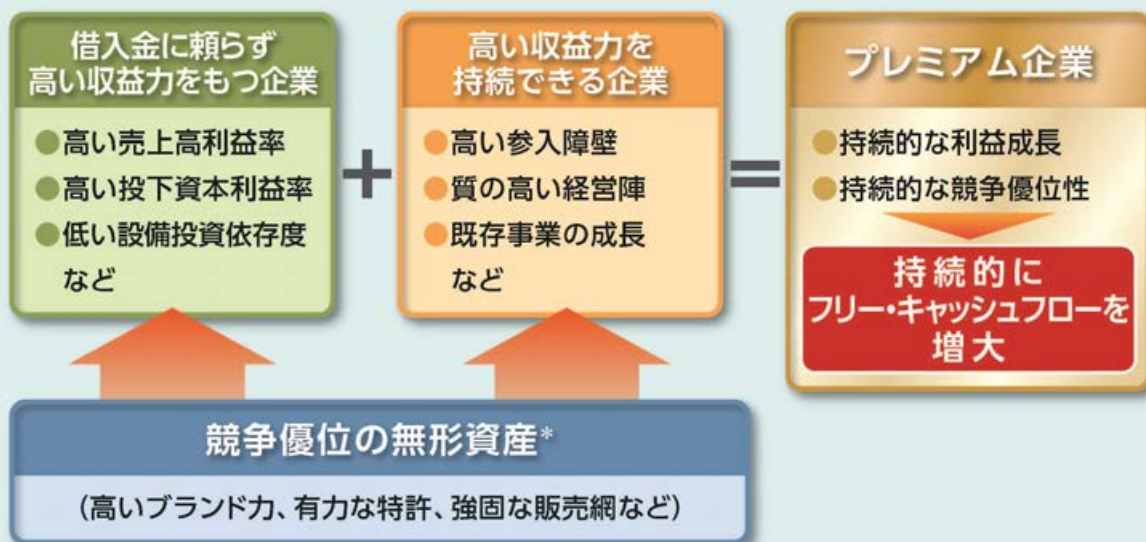 借入金に頼らず
高い収益力をもつ企業
●高い売上高利益率
●高い投下資本利益率
●低い設備投資依存度
など
+
高い収益力を
持続できる企業
●高い参入障壁
●質の高い経営陣
●既存事業の成長
など
=
プレミアム企業
●持続的な利益成長
●持続的な競争優位性
持続的に
フリー・キャッシュフローを
増大
競争優位の無形資産*
(高いブランド力、有力な特許、強固な販売網など)